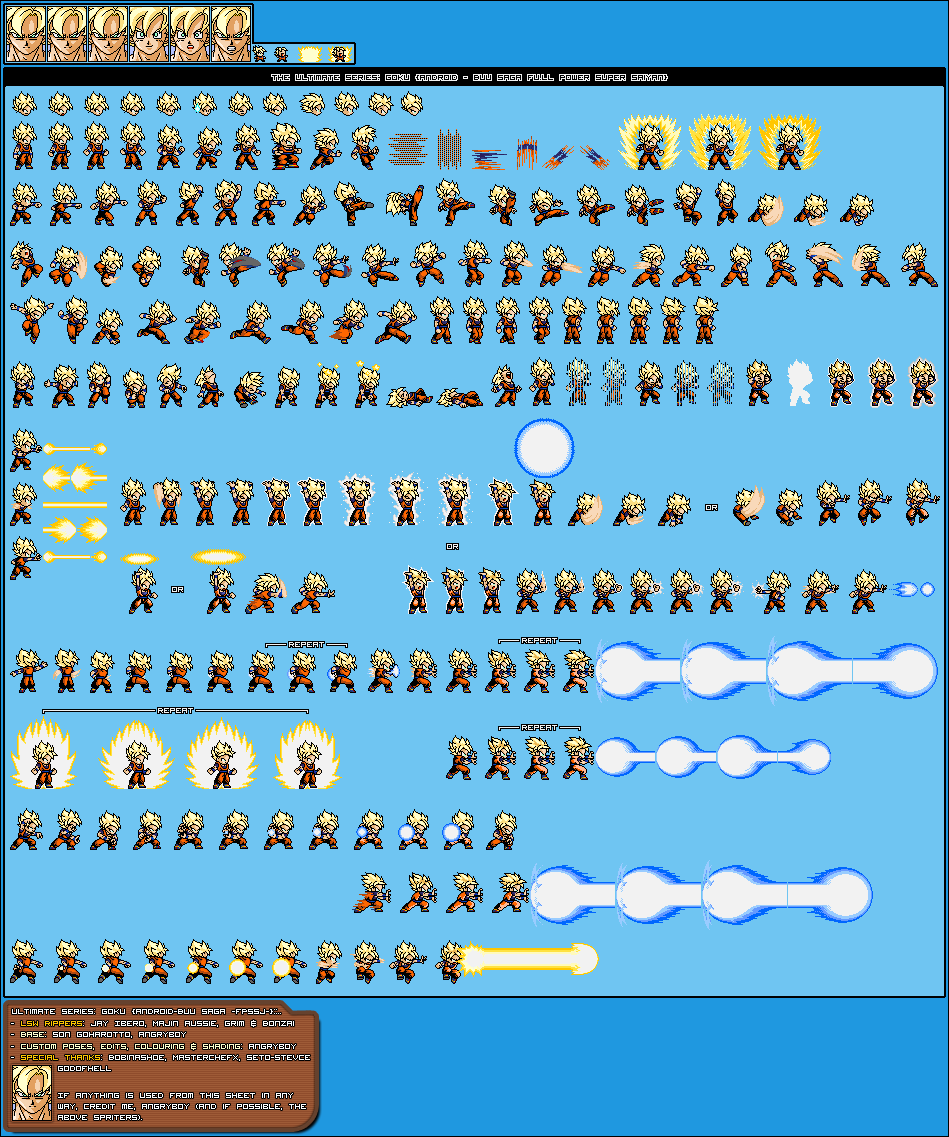 THE ULTIMATE SERIES: GOKU {ANDROID - BUU SAGA FULL POWER SUPER SAIYAN}
OR
OR
OR
REPEAT
REPEAT
REPEAT
REPEAT
ULTIMATE SERIES: GOKU {ANDROID-BUU SAGA -FPSSJ-}:..
- LSW RIPPERS: JAY IBERO, MAJIN AUSSIE, GRIM & BONZAI
- BASE: SON GOHAROTTO, ANGRYBOY
- CUSTOM POSES, EDITS, COLOURING & SHADING: ANGRYBOY
- SPECIAL THANKS: BOBINASHOE, MASTERCHEFX, SETO-STEVCE
GODOFHELL
IF ANYTHING IS USED FROM THIS SHEET IN ANY
WAY, CREDIT ME, ANGRYBOY (AND IF POSSIBLE, THE
ABOVE SPRITERS).